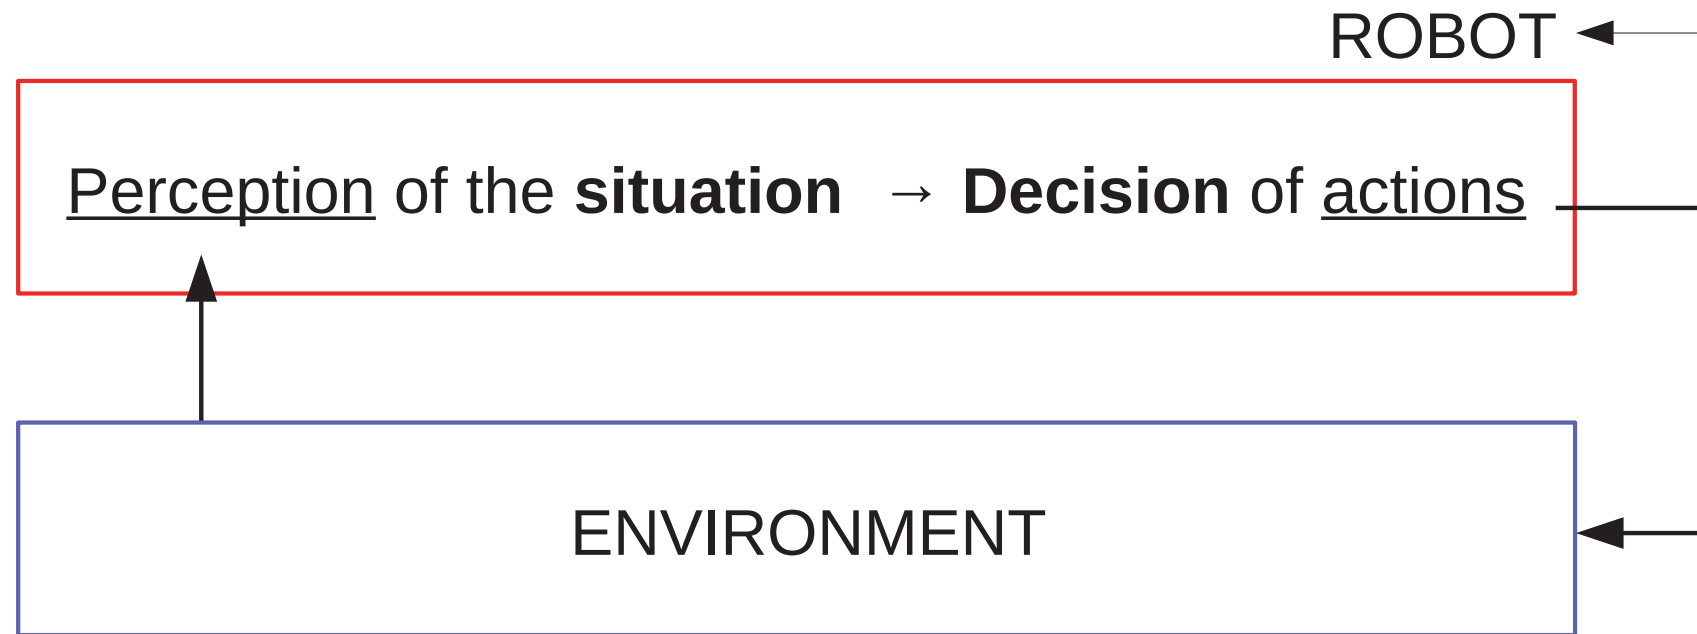 ROBOT
Perception of the situation → Decision of actions
ENVIRONMENT